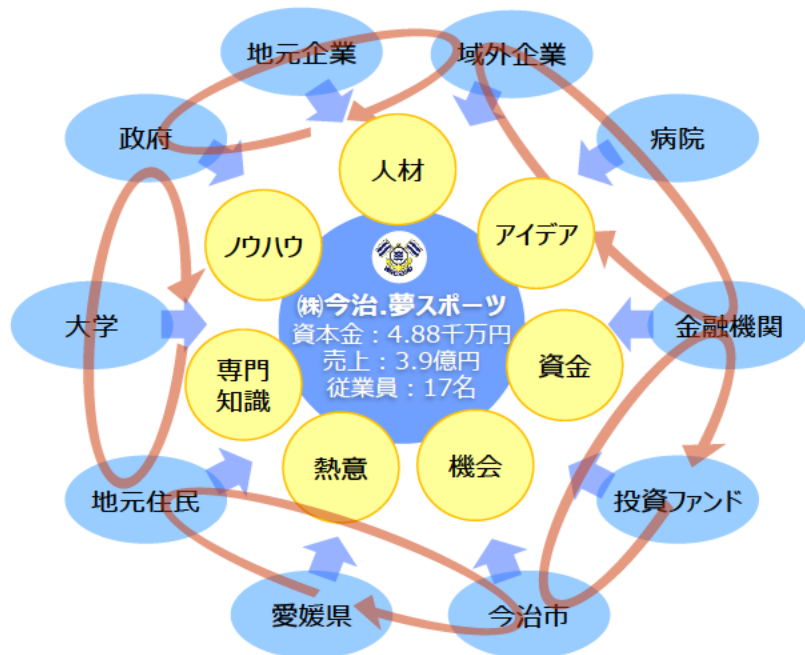 地元企業
域外企業
政府
病院
人材
ノウハウ
アイデア
㈱今治.夢スポーツ
資本金：4.88千万円
売上：3.9億円
従業員：17名
大学
金融機関
専門
知識
資金
熱意
機会
地元住民
投資ファンド
愛媛県
今治市